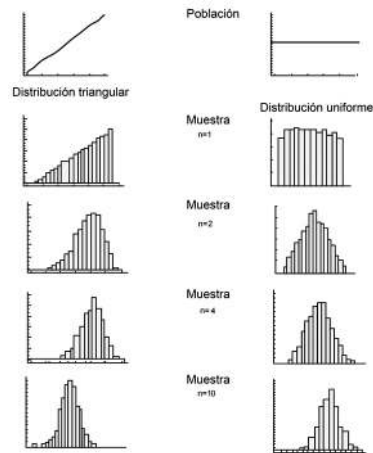 Población
Distribución triangular
Distribución uniforme
Muestra
n=1
Muestra
n=2
Muestra
n= 4
Muestra
n=10